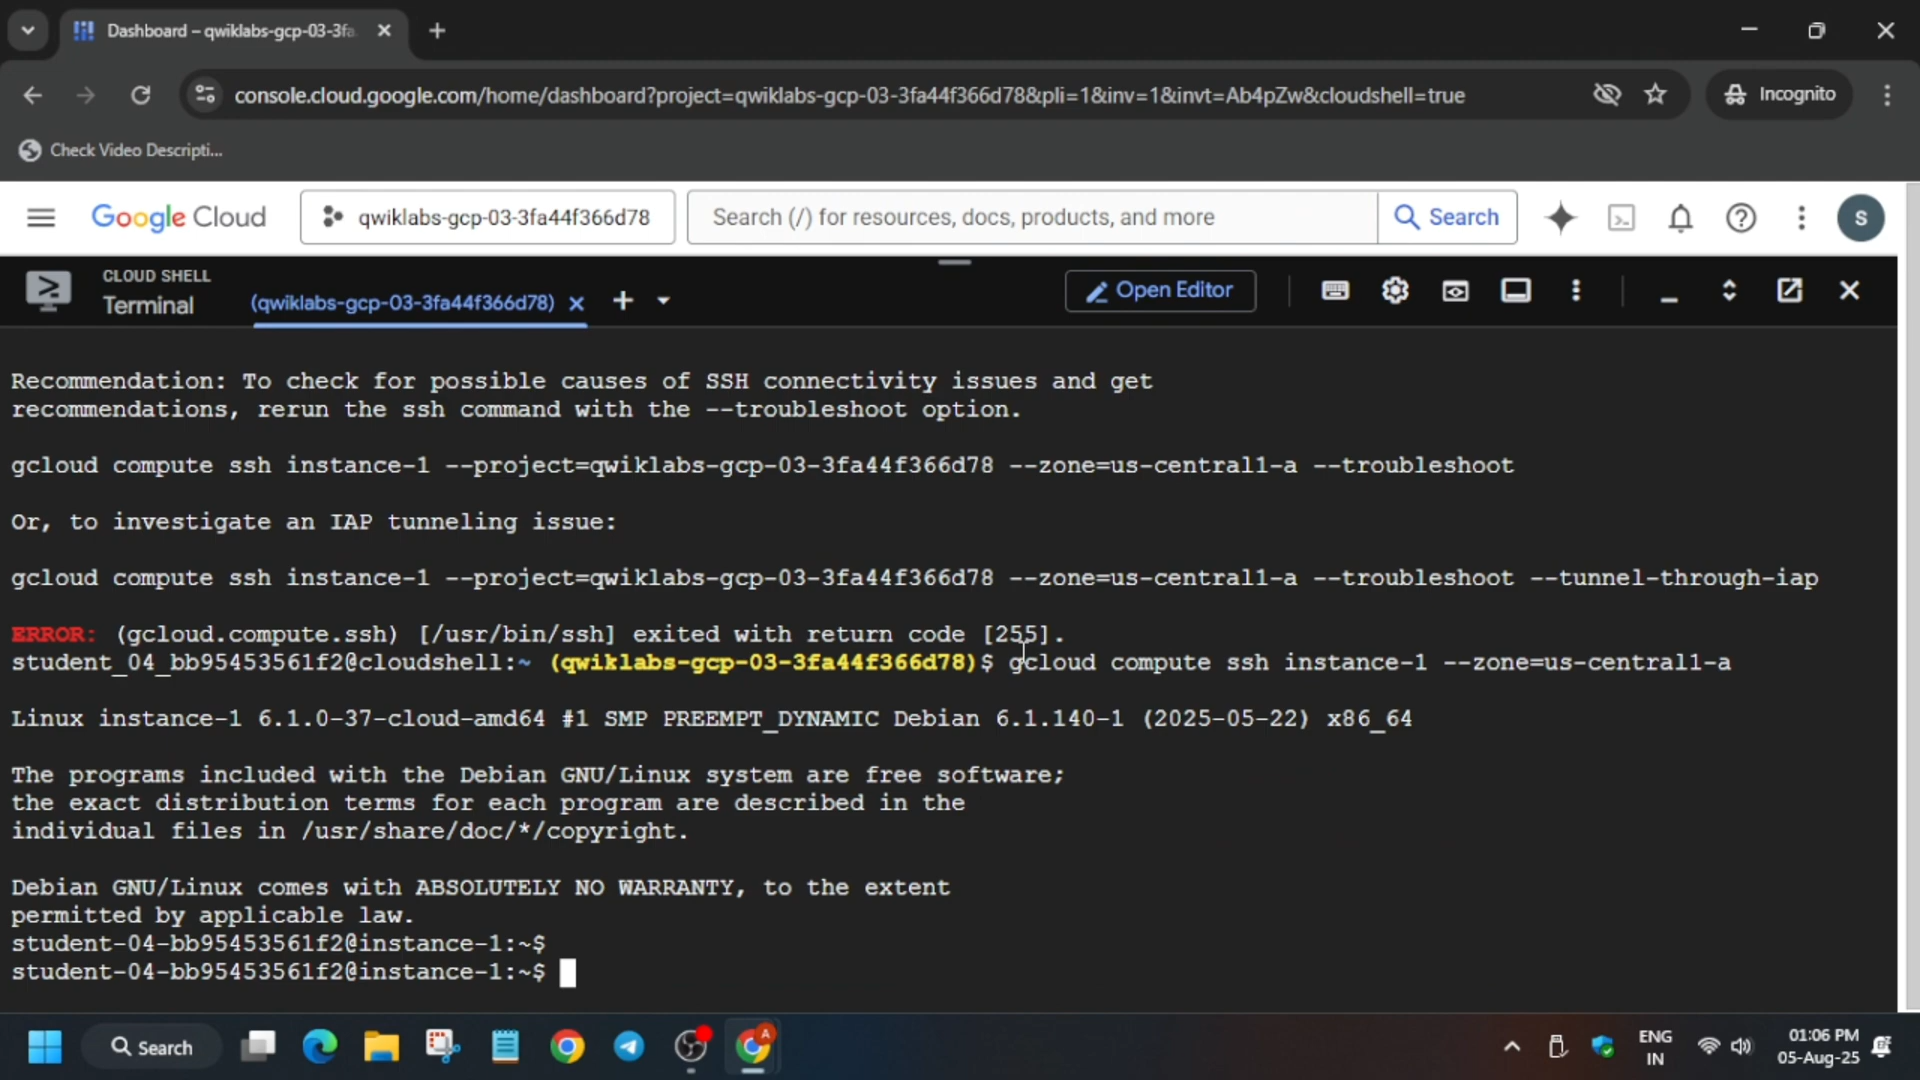 Dashboard – qwiklabs-gcp-03-3fa
console.cloud.google.com/home/dashboard?project=qwiklabs-gcp-03-3fa44f366d78&pli=1&inv=1&invt=Ab4pZw&cloudshell=true
Incognito
Check Video Descripti...
Google Cloud
qwiklabs-gcp-03-3fa44f366d78
Search (/) for resources, docs, products, and more
Search
S
CLOUD SHELL
Terminal
(qwiklabs-gcp-03-3fa44f366d78)
Open Editor
Recommendation: To check for possible causes of SSH connectivity issues and get
recommendations, rerun the ssh command with the --troubleshoot option.
gcloud compute ssh instance-1 --project=qwiklabs-gcp-03-3fa44f366d78 --zone=us-central1-a --troubleshoot
Or, to investigate an IAP tunneling issue:
gcloud compute ssh instance-1 --project=qwiklabs-gcp-03-3fa44f366d78 --zone=us-central1-a --troubleshoot --tunnel-through-iap
ERROR: (gcloud.compute.ssh) [/usr/bin/ssh] exited with return code [255].
student_04_bb95453561f2@cloudshell:~ (qwiklabs-gcp-03-3fa44f366d78)$ gcloud compute ssh instance-1 --zone=us-central1-a
Linux instance-1 6.1.0-37-cloud-amd64 #1 SMP PREEMPT_DYNAMIC Debian 6.1.140-1 (2025-05-22) x86_64
The programs included with the Debian GNU/Linux system are free software;
the exact distribution terms for each program are described in the
individual files in /usr/share/doc/*/copyright.
Debian GNU/Linux comes with ABSOLUTELY NO WARRANTY, to the extent
permitted by applicable law.
student-04-bb95453561f2@instance-1:~$
student-04-bb95453561f2@instance-1:~$
Search
A
ENG
IN
01:06 PM
05-Aug-25